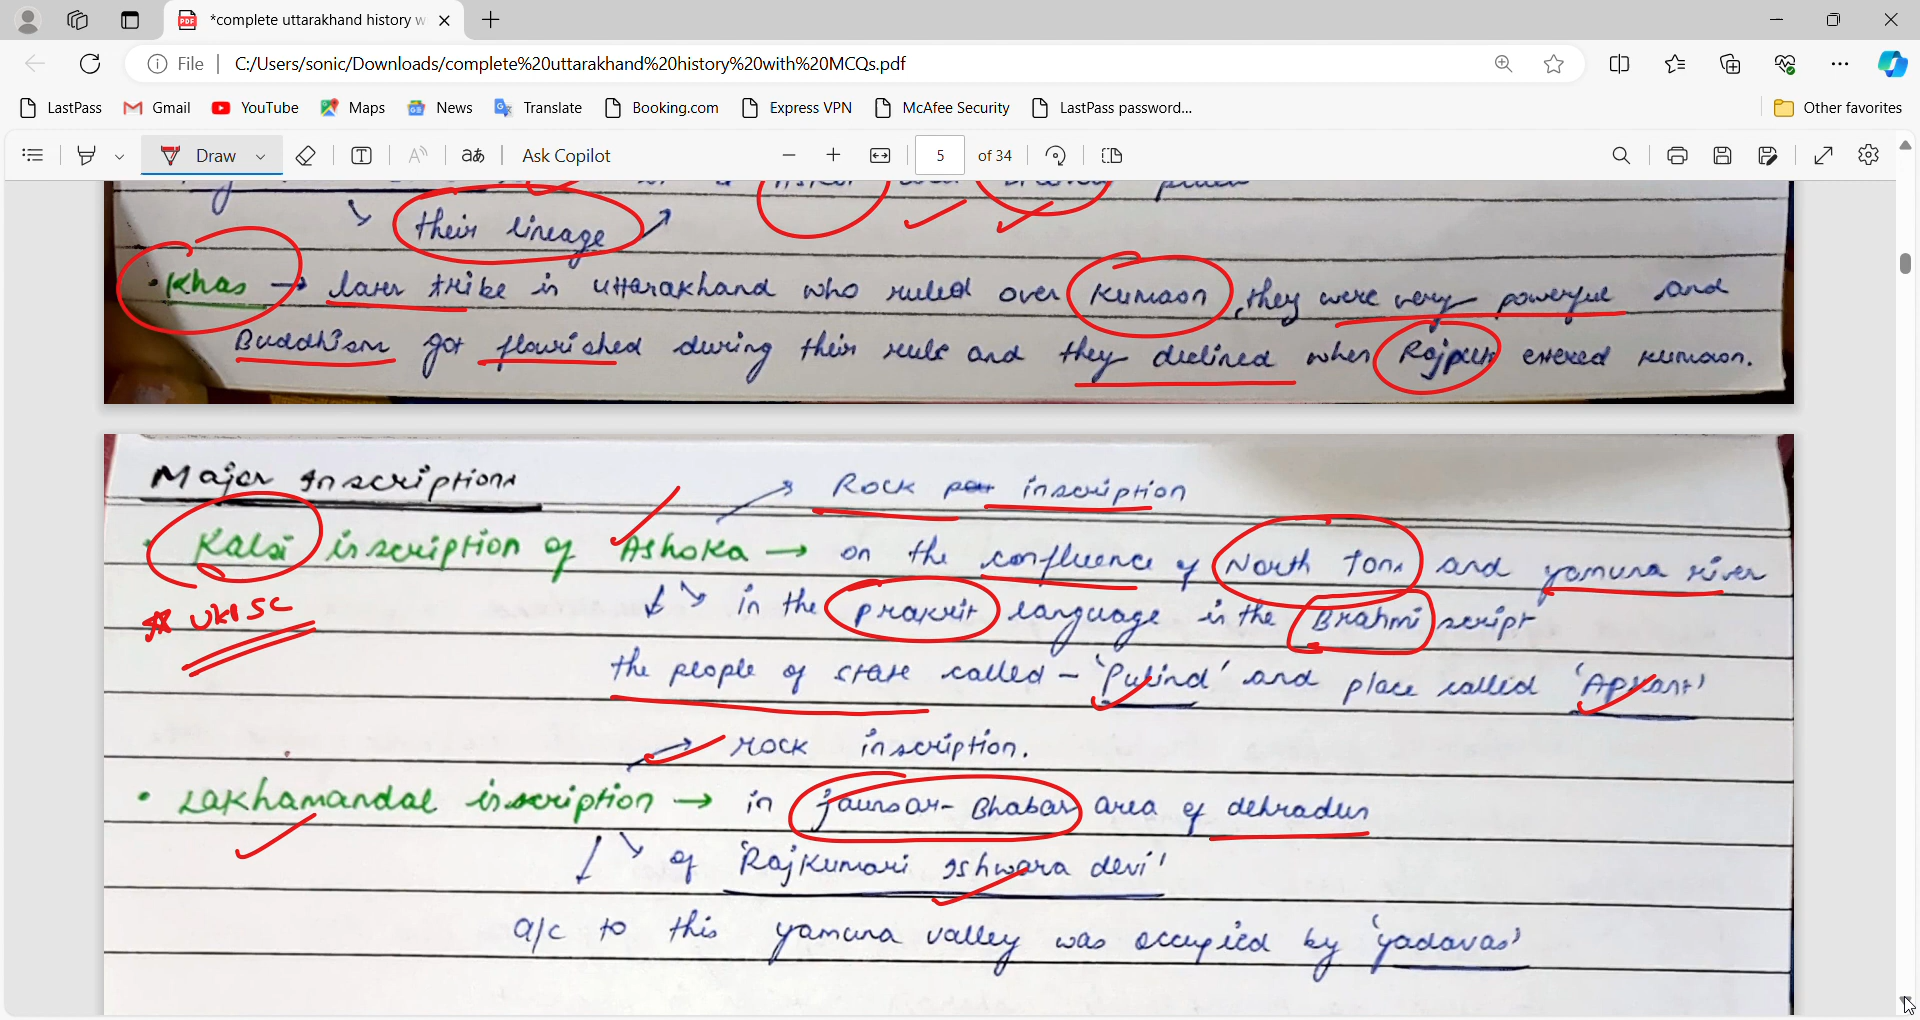 *complete uttarakhand history w
File
C:/Users/sonic/Downloads/complete%20uttarakhand%20history%20with%20MCQs.pdf
LastPass Gmail YouTube Maps News Translate Booking.com Express VPN McAfee Security LastPass password... Other favorites
Draw Ask Copilot 5 of 34
their lineage
• Khas → later tribe in uttarakhand who ruled over Kumaon, they were very powerful and
Buddhism got flourished during their rule and they declined when Rajput entered kumaon.
Major Inscriptions
→ Rock inscription
• Kalsi inscription of Ashoka → on the confluence of North Tons and yamuna river
in the prakrit language in the Brahmi script
* UKPSC
the people of state called – 'Pulind' and place called 'Aprant'
→ rock inscription.
• Lakhamandal inscription → in jaunsar-Bhabar area of dehradun
of 'Rajkumari Ishwara devi'
a/c to this yamuna valley was occupied by 'yadavas'